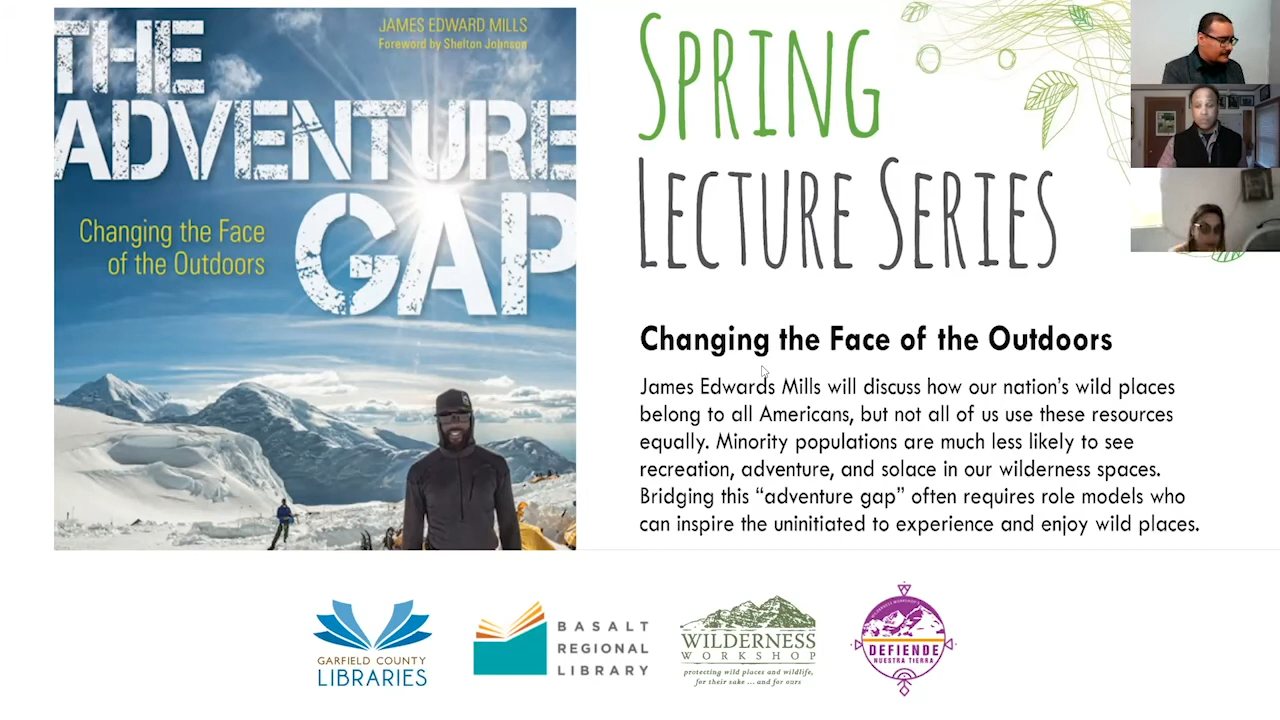 JAMES EDWARD MILLS
Foreword by Shelton Johnson
THE
ADVENTURE
GAP
Changing the Face
of the Outdoors
SPRING
LECTURE SERIES
Changing the Face of the Outdoors
James Edwards Mills will discuss how our nation's wild places
belong to all Americans, but not all of us use these resources
equally. Minority populations are much less likely to see
recreation, adventure, and solace in our wilderness spaces.
Bridging this “adventure gap” often requires role models who
can inspire the uninitiated to experience and enjoy wild places.
GARFIELD COUNTY
LIBRARIES
BASALT
REGIONAL
LIBRARY
WILDERNESS
WORKSHOP
protecting wild places and wildlife,
for their sake ... and for ours
WILDERNESS WORKSHOP'S
DEFIENDE
NUESTRA TIERRA